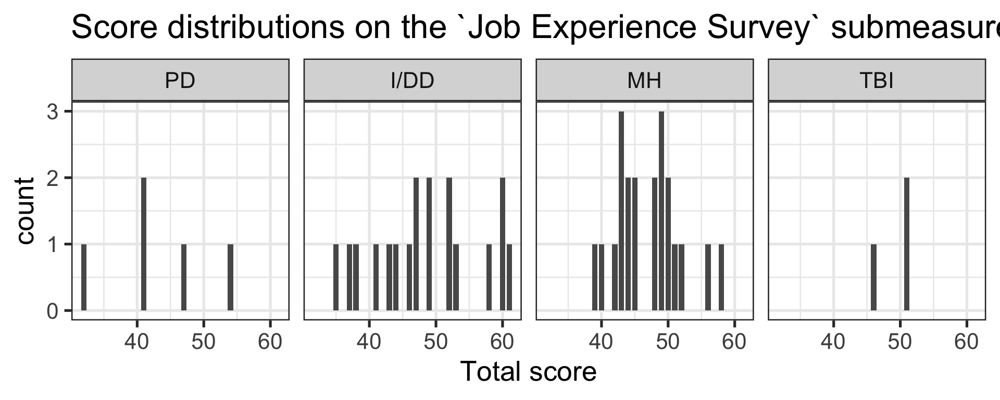 Score distributions on the `Job Experience Survey` submeasure
PD I/DD MH TBI
3
2
1
0
count
40 50 60 40 50 60 40 50 60 40 50 60
Total score